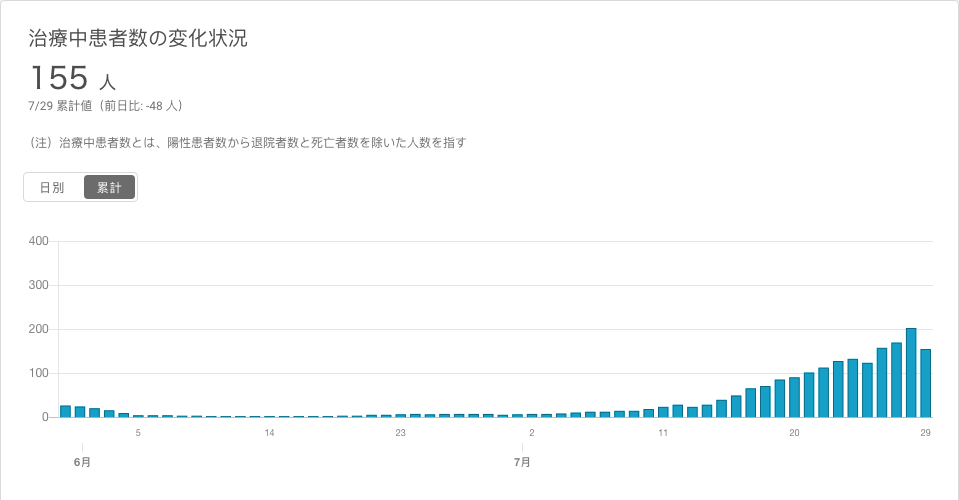 治療中患者数の変化状況
155 人
7/29 累計値（前日比: -48 人）
（注）治療中患者数とは、陽性患者数から退院者数と死亡者数を除いた人数を指す
日別 累計
400
300
200
100
0
5 14 23 2 11 20 29
6月 7月